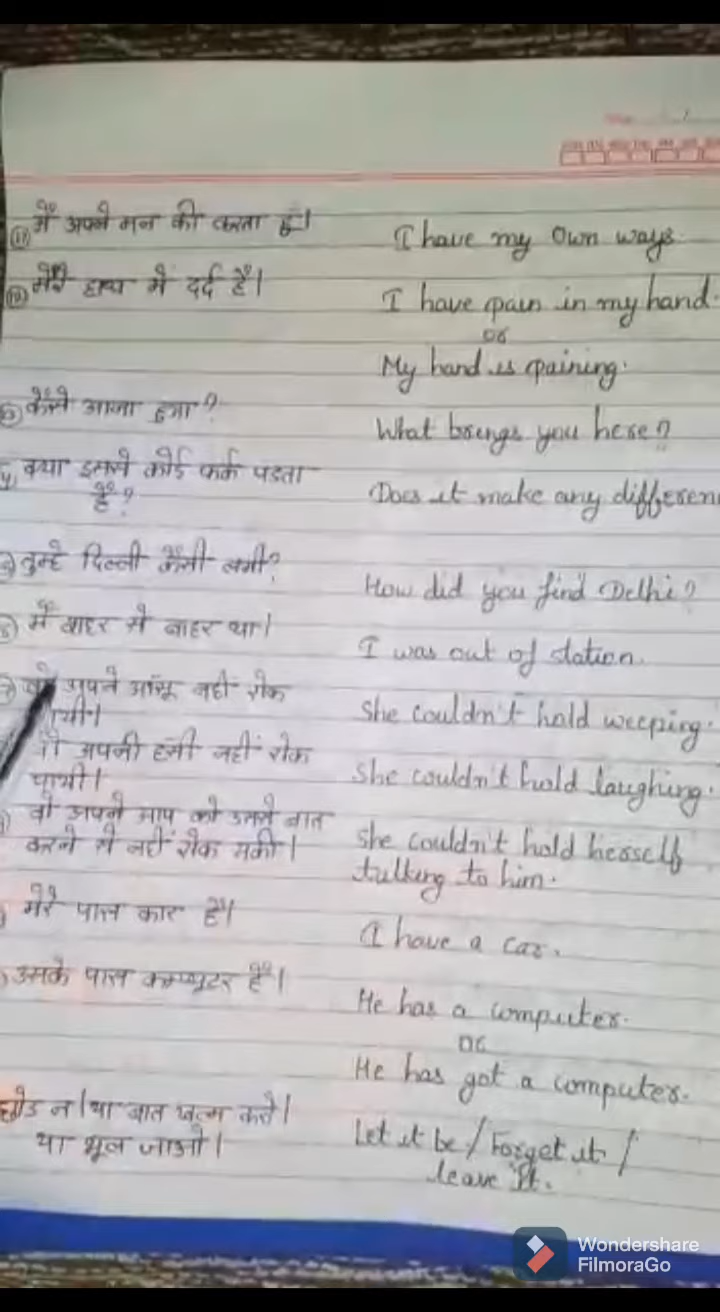 मैं अपने मन की करता हूँ। I have my own ways.
मेरे हाथ में दर्द है। I have pain in my hand.
or
My hand is paining.
कैसे आना हुआ? What brings you here?
क्या इससे कोई फर्क पडता Does it make any differen
है?
तुम्हे दिल्ली कैसी लगी? How did you find Delhi?
मैं बाहर से बाहर था। I was out of station.
अपने आँसू नहीं रोक She couldn't hold weeping.
पायी।
अपनी हसी नहीं रोक She couldn't hold laughing.
पायी।
वो अपने आप को उससे बात She couldn't hold herself
करने से नहीं रोक सकी। talking to him.
मेरे पास कार है। I have a car.
उसके पास कम्प्यूटर है। He has a computer.
or
He has got a computer.
छोड न। या बात खत्म करो। Let it be / Forget it /
या भूल जाओ। leave it.
Wondershare
FilmoraGo